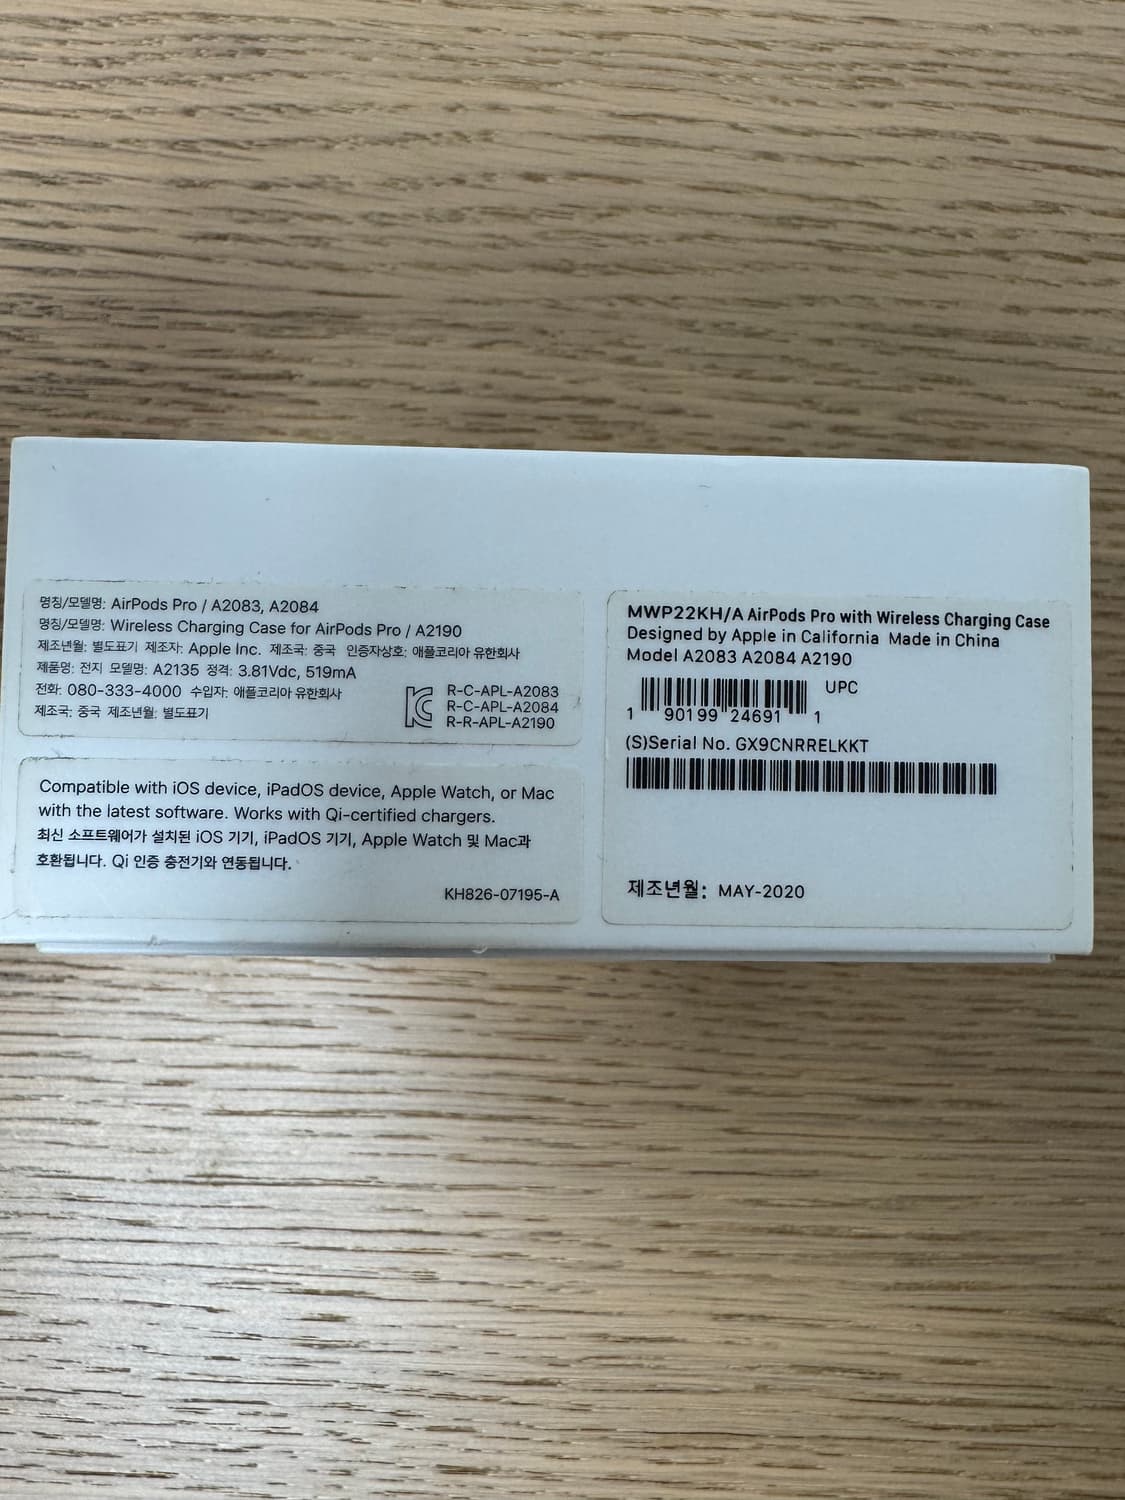 명칭/모델명: AirPods Pro / A2083, A2084
명칭/모델명: Wireless Charging Case for AirPods Pro / A2190
제조년월: 별도표기 제조자: Apple Inc. 제조국: 중국 인증자상호: 애플코리아 유한회사
제품명: 전지 모델명: A2135 정격: 3.81Vdc, 519mA
전화: 080-333-4000 수입자: 애플코리아 유한회사
제조국: 중국 제조년월: 별도표기
R-C-APL-A2083
R-C-APL-A2084
R-R-APL-A2190
Compatible with iOS device, iPadOS device, Apple Watch, or Mac
with the latest software. Works with Qi-certified chargers.
최신 소프트웨어가 설치된 iOS 기기, iPadOS 기기, Apple Watch 및 Mac과
호환됩니다. Qi 인증 충전기와 연동됩니다.
KH826-07195-A
MWP22KH/A AirPods Pro with Wireless Charging Case
Designed by Apple in California Made in China
Model A2083 A2084 A2190
UPC
1 90199 24691 1
(S)Serial No. GX9CNRRELKKT
제조년월: MAY-2020